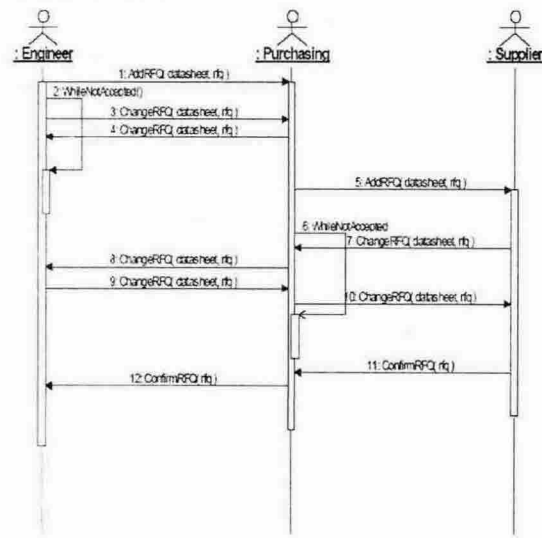 : Engineer
: Purchasing
: Supplier
1: AddRFQ( datasheet, rfq )
2: WhileNotAccepted()
3: ChangeRFQ( datasheet, rfq )
4: ChangeRFQ( datasheet, rfq )
5: AddRFQ( datasheet, rfq )
6: WhileNotAccepted
7: ChangeRFQ( datasheet, rfq )
8: ChangeRFQ( datasheet, rfq )
9: ChangeRFQ( datasheet, rfq )
10: ChangeRFQ( datasheet, rfq )
11: ConfirmRFQ( rfq )
12: ConfirmRFQ( rfq )